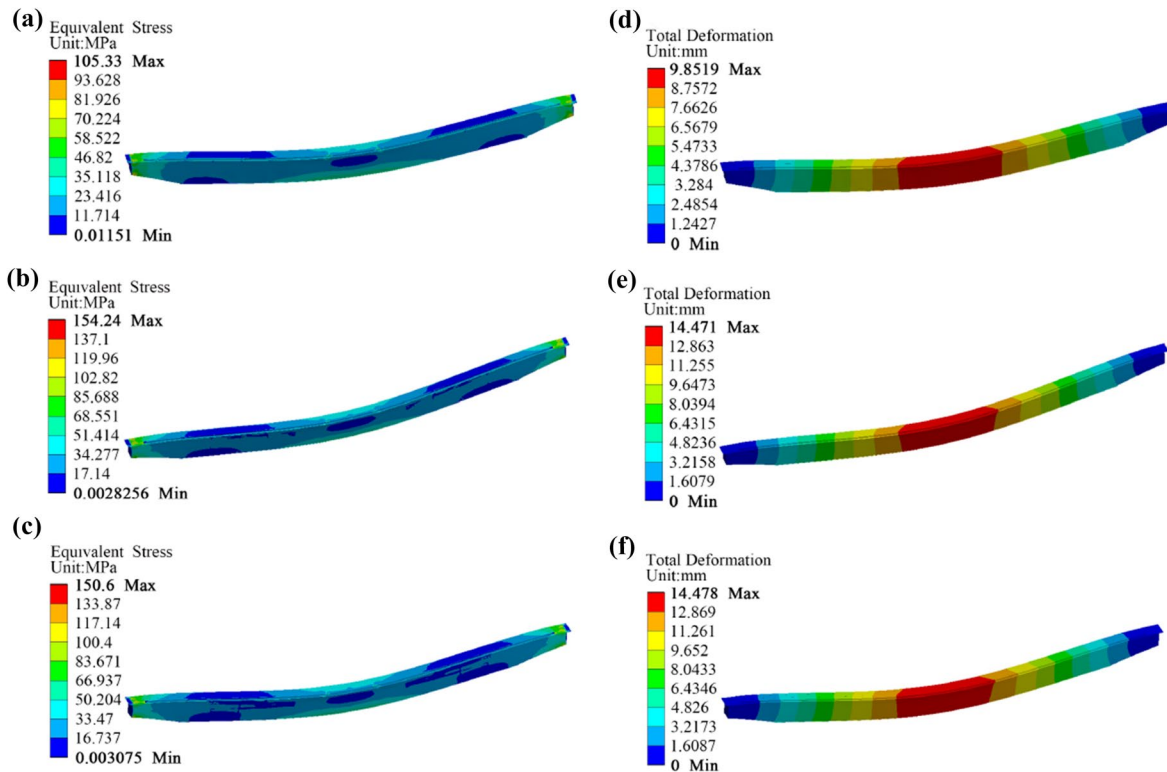 (a)
Equivalent Stress
Unit:MPa
105.33 Max
93.628
81.926
70.224
58.522
46.82
35.118
23.416
11.714
0.01151 Min
(d)
Total Deformation
Unit:mm
9.8519 Max
8.7572
7.6626
6.5679
5.4733
4.3786
3.284
2.4854
1.2427
0 Min
(b)
Equivalent Stress
Unit:MPa
154.24 Max
137.1
119.96
102.82
85.688
68.551
51.414
34.277
17.14
0.0028256 Min
(e)
Total Deformation
Unit:mm
14.471 Max
12.863
11.255
9.6473
8.0394
6.4315
4.8236
3.2158
1.6079
0 Min
(c)
Equivalent Stress
Unit:MPa
150.6 Max
133.87
117.14
100.4
83.671
66.937
50.204
33.47
16.737
0.003075 Min
(f)
Total Deformation
Unit:mm
14.478 Max
12.869
11.261
9.652
8.0433
6.4346
4.826
3.2173
1.6087
0 Min